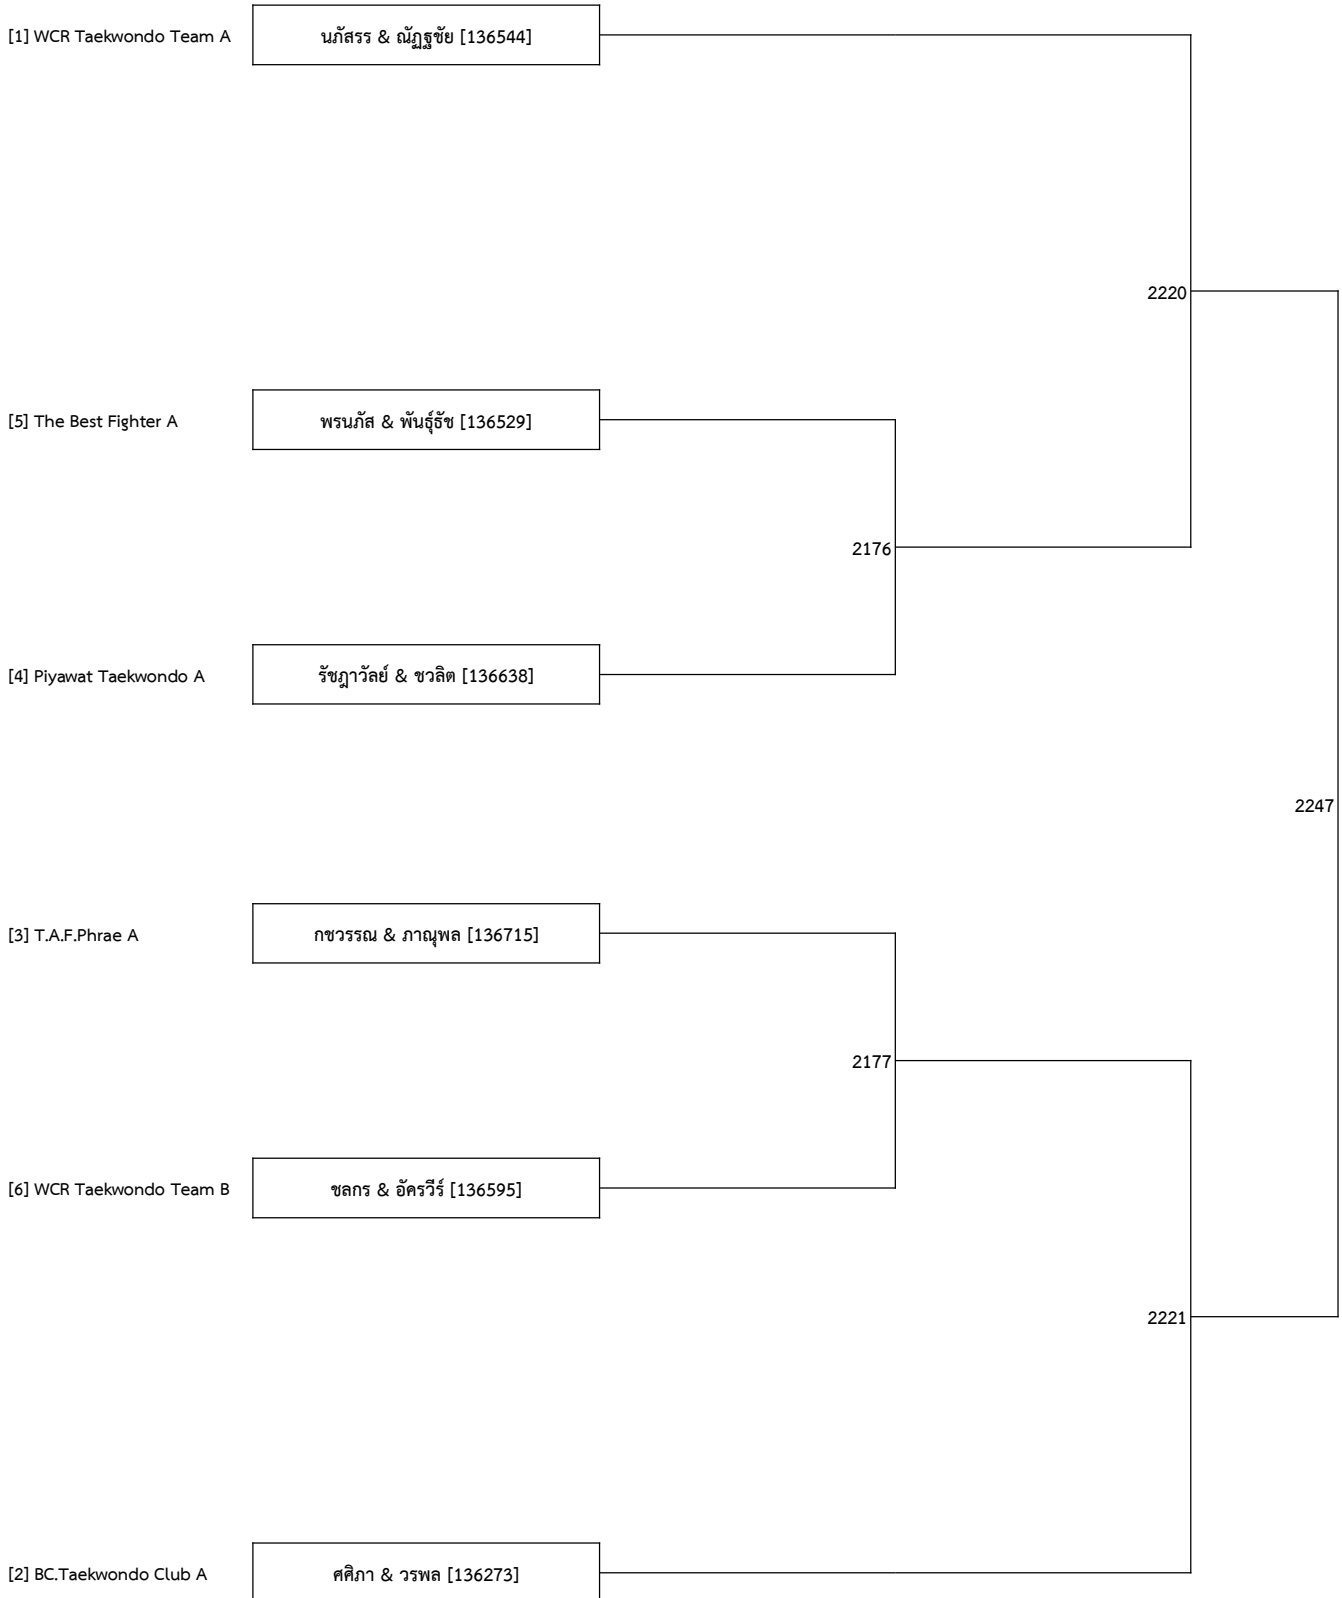 [1] WCR Taekwondo Team A นภัสรร & ณัฏฐชัย [136544]
2220
[5] The Best Fighter A พรนภัส & พันธุ์ธัช [136529]
2176
[4] Piyawat Taekwondo A รัชฎาวัลย์ & ชวลิต [136638]
2247
[3] T.A.F.Phrae A กชวรรณ & ภาณุพล [136715]
2177
[6] WCR Taekwondo Team B ชลกร & อัครวีร์ [136595]
2221
[2] BC.Taekwondo Club A ศศิภา & วรพล [136273]